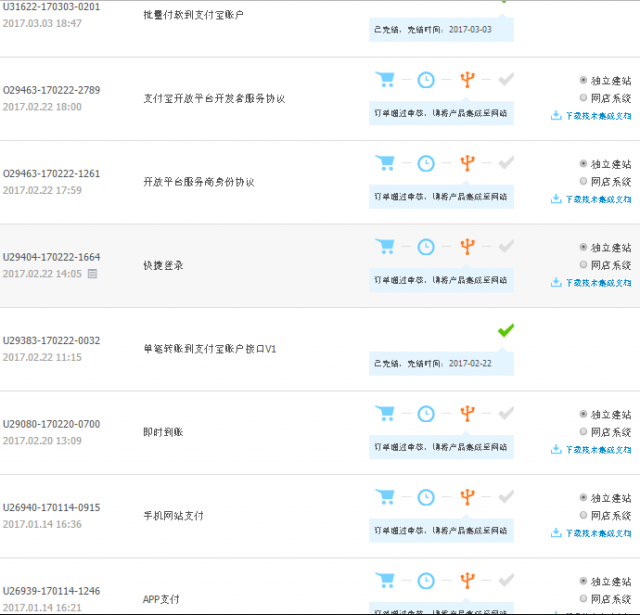 U31622-170303-0201
2017.03.03 18:47
批量付款到支付宝账户
已完结，完结时间：2017-03-03
O29463-170222-2789
2017.02.22 18:00
支付宝开放平台开发者服务协议
订单通过审核，请将产品集成至网站
独立建站
网店系统
下载技术集成文档
O29463-170222-1261
2017.02.22 17:59
开放平台服务商身份协议
订单通过审核，请将产品集成至网站
独立建站
网店系统
下载技术集成文档
U29404-170222-1664
2017.02.22 14:05
快捷登录
订单通过审核，请将产品集成至网站
独立建站
网店系统
下载技术集成文档
U29383-170222-0032
2017.02.22 11:15
单笔转账到支付宝账户接口V1
已完结，完结时间：2017-02-22
U29080-170220-0700
2017.02.20 13:09
即时到账
订单通过审核，请将产品集成至网站
独立建站
网店系统
下载技术集成文档
U26940-170114-0915
2017.01.14 16:36
手机网站支付
订单通过审核，请将产品集成至网站
独立建站
网店系统
下载技术集成文档
U26939-170114-1246
2017.01.14 16:21
APP支付
订单通过审核，请将产品集成至网站
独立建站
网店系统